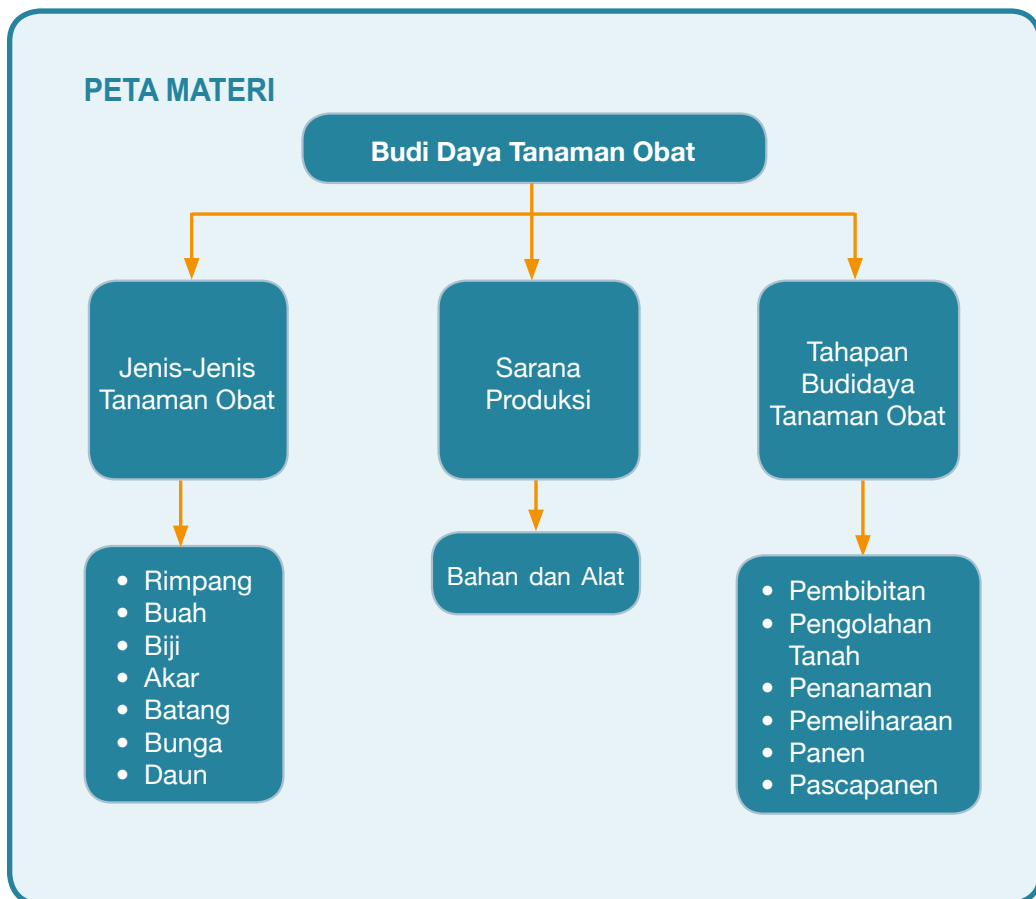 PETA MATERI
Budi Daya Tanaman Obat
Jenis-Jenis
Tanaman Obat
Sarana
Produksi
Tahapan
Budidaya
Tanaman Obat
• Rimpang
• Buah
• Biji
• Akar
• Batang
• Bunga
• Daun
Bahan dan Alat
• Pembibitan
• Pengolahan
Tanah
• Penanaman
• Pemeliharaan
• Panen
• Pascapanen